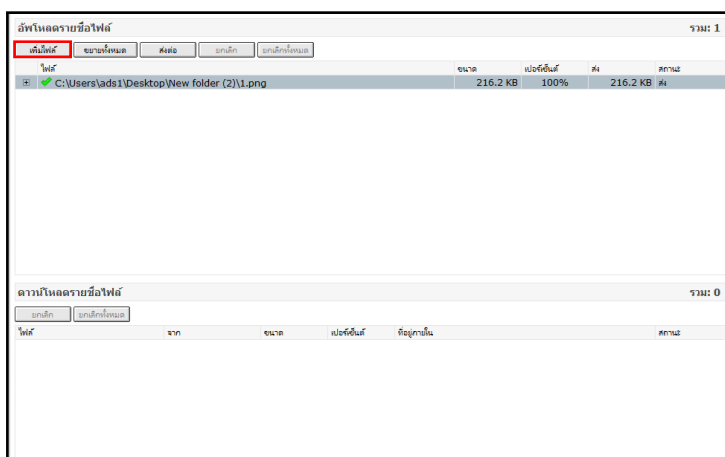 อัพโหลดรายชื่อไฟล์ รวม: 1
เพิ่มไฟล์ ขยายทั้งหมด ส่งต่อ ยกเลิก ยกเลิกทั้งหมด
ไฟล์ ขนาด เปอร์เซ็นต์ ส่ง สถานะ
C:\Users\ads1\Desktop\New folder (2)\1.png 216.2 KB 100% 216.2 KB ส่ง
ดาวน์โหลดรายชื่อไฟล์ รวม: 0
ยกเลิก ยกเลิกทั้งหมด
ไฟล์ จาก ขนาด เปอร์เซ็นต์ ที่อยู่ภายใน สถานะ